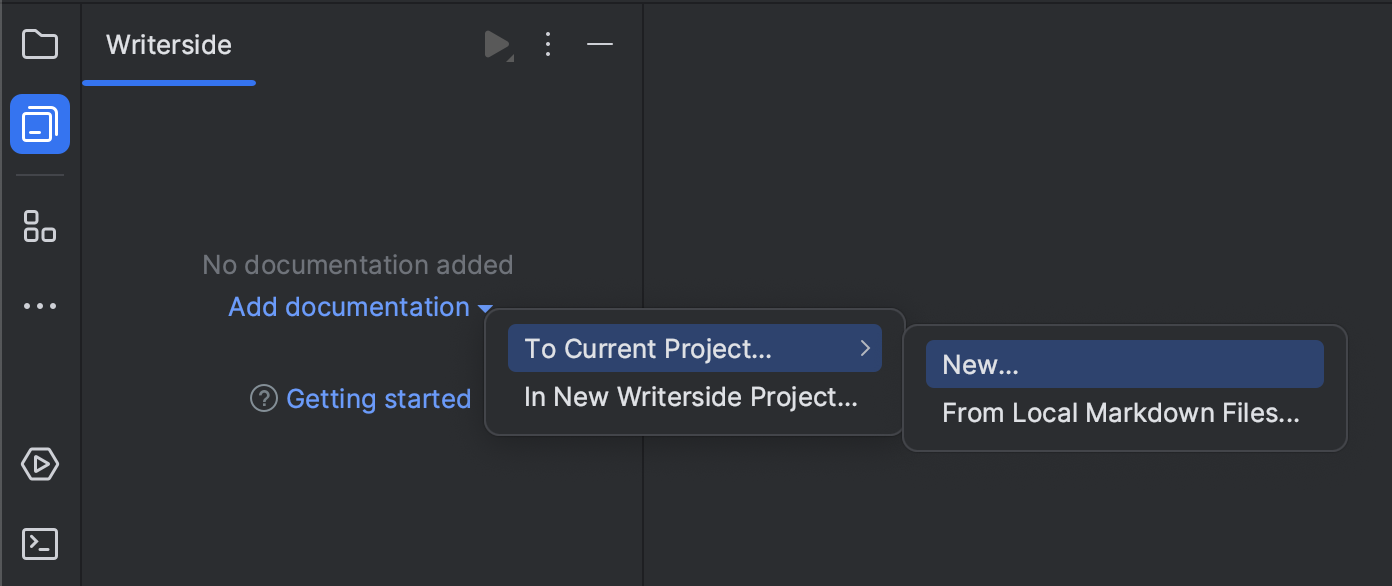 Writerside
No documentation added
Add documentation
To Current Project...
In New Writerside Project...
New...
From Local Markdown Files...
? Getting started